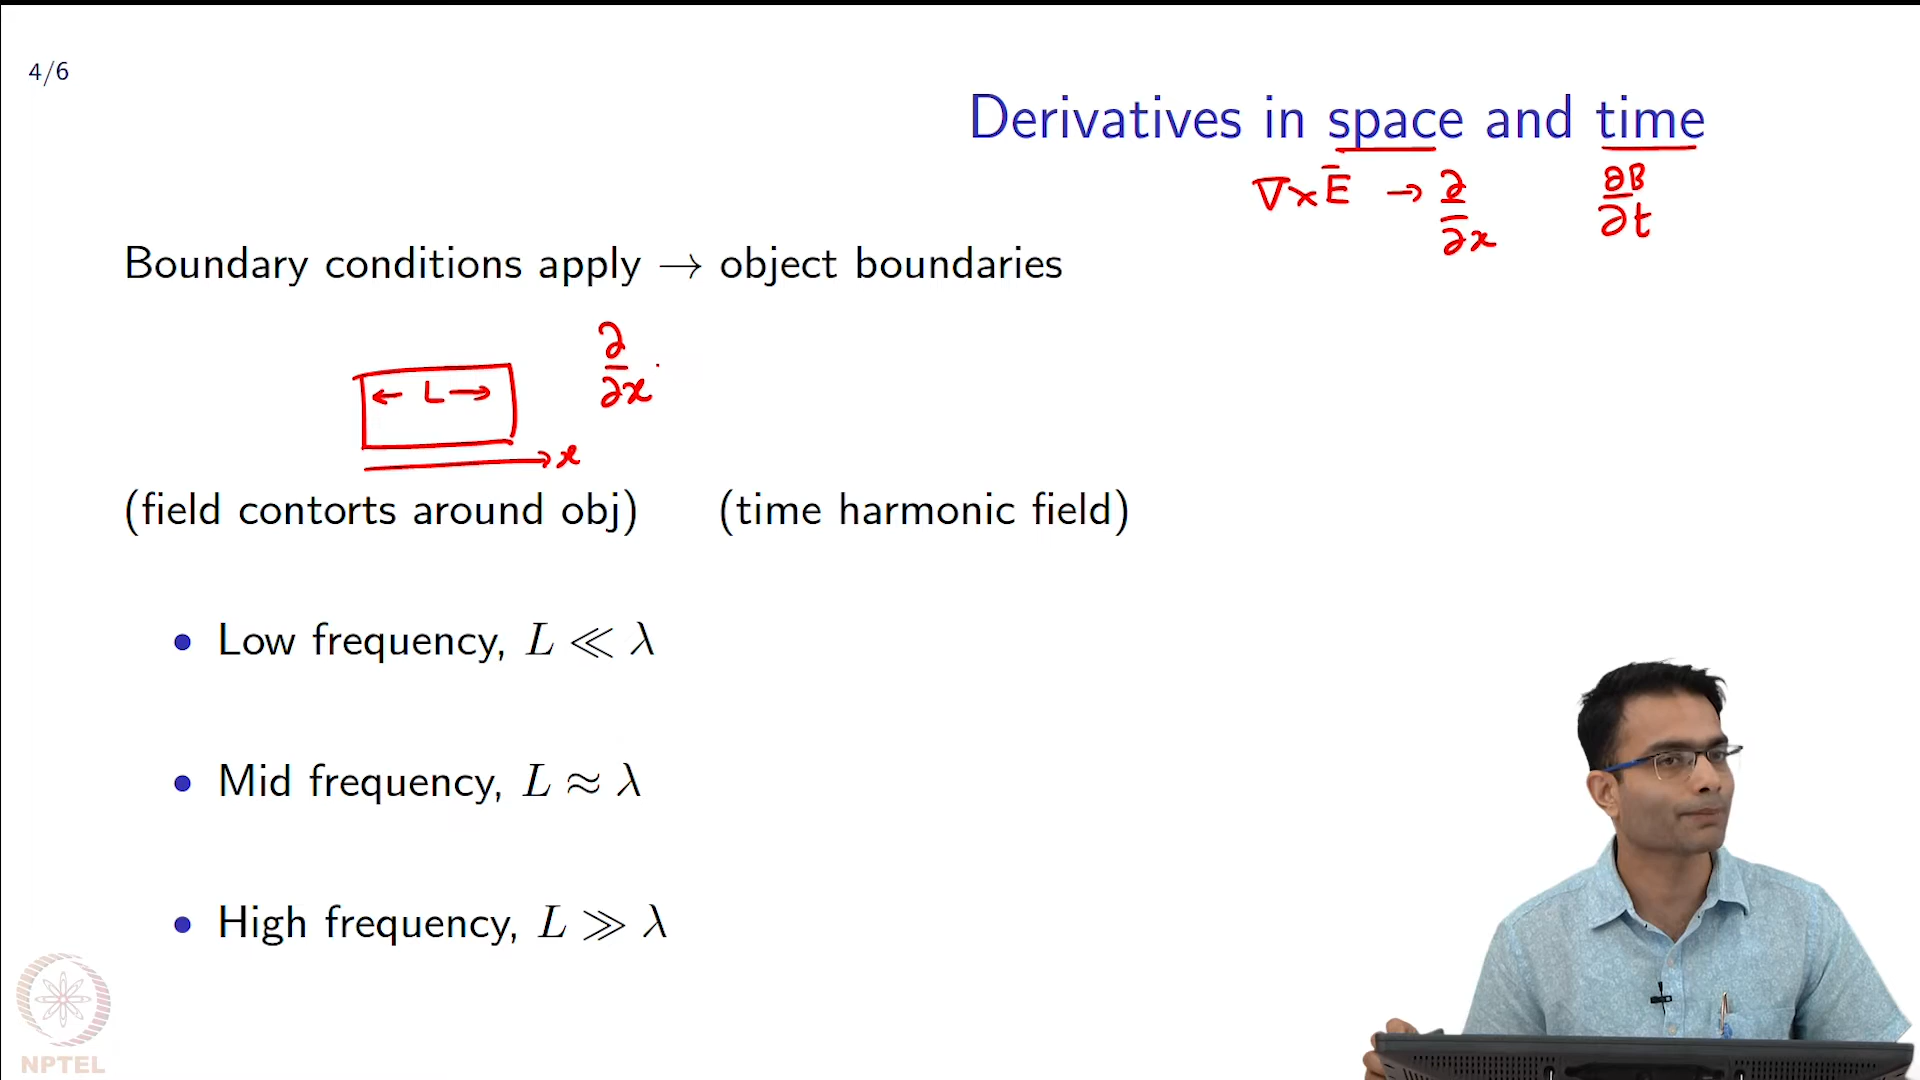 4/6
Derivatives in space and time
∇×E̅ → ∂/∂x ∂B/∂t
Boundary conditions apply → object boundaries
∂/∂x
← L →
x
(field contorts around obj) (time harmonic field)
• Low frequency, L ≪ λ
• Mid frequency, L ≈ λ
• High frequency, L ≫ λ
NPTEL